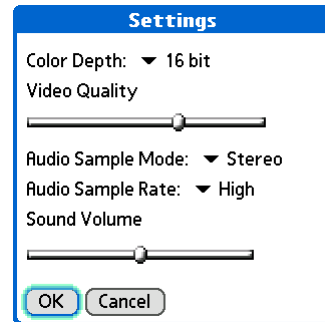 Settings
Color Depth: 16 bit
Video Quality
Audio Sample Mode: Stereo
Audio Sample Rate: High
Sound Volume
OK Cancel